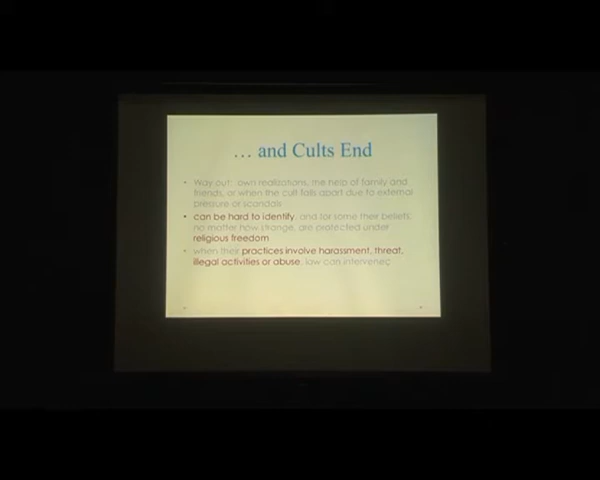 … and Cults End
• Way out: own realizations, the help of family and
friends, or when the cult falls apart due to external
pressure or scandals
• can be hard to identify, and for some their beliefs,
no matter how strange, are protected under
religious freedom
• when their practices involve harassment, threat,
illegal activities or abuse, law can intervene